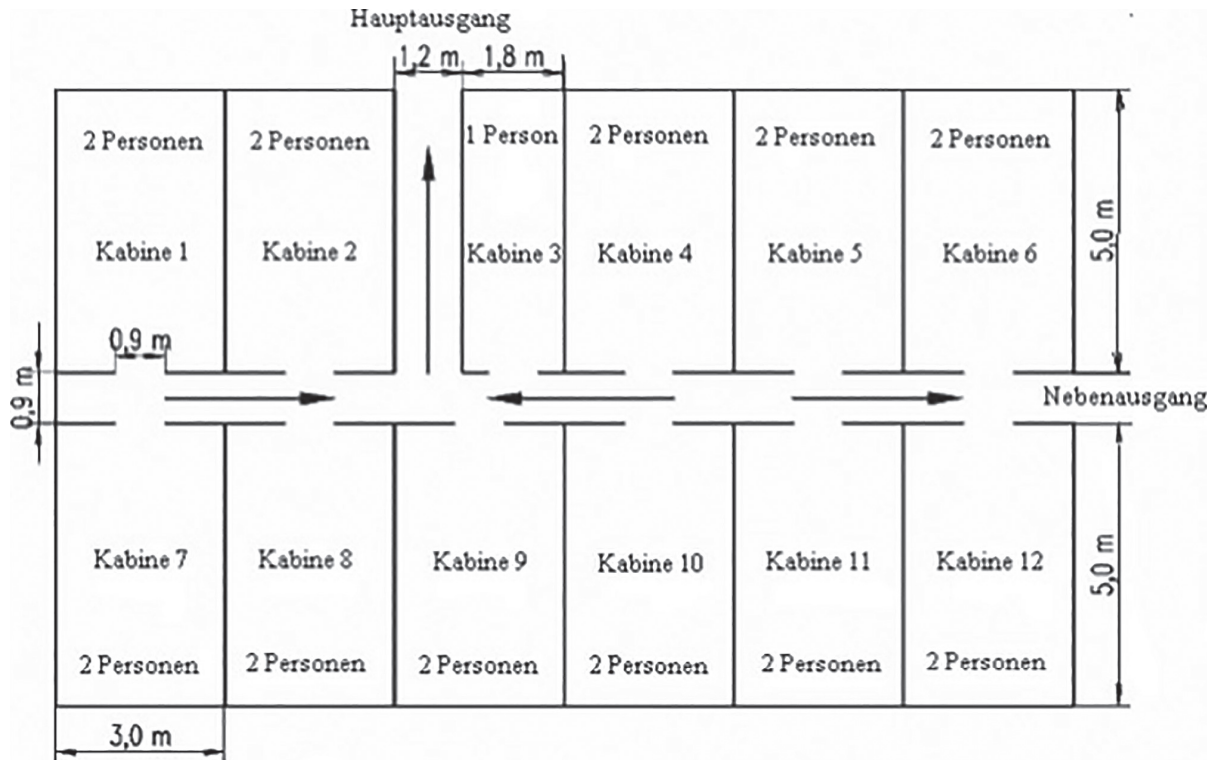 Hauptausgang
1,2 m 1,8 m
2 Personen 2 Personen 1 Person 2 Personen 2 Personen 2 Personen
Kabine 1 Kabine 2 Kabine 3 Kabine 4 Kabine 5 Kabine 6
5,0 m
0,9 m
0,9 m
Nebenausgang
Kabine 7 Kabine 8 Kabine 9 Kabine 10 Kabine 11 Kabine 12
5,0 m
2 Personen 2 Personen 2 Personen 2 Personen 2 Personen 2 Personen
3,0 m